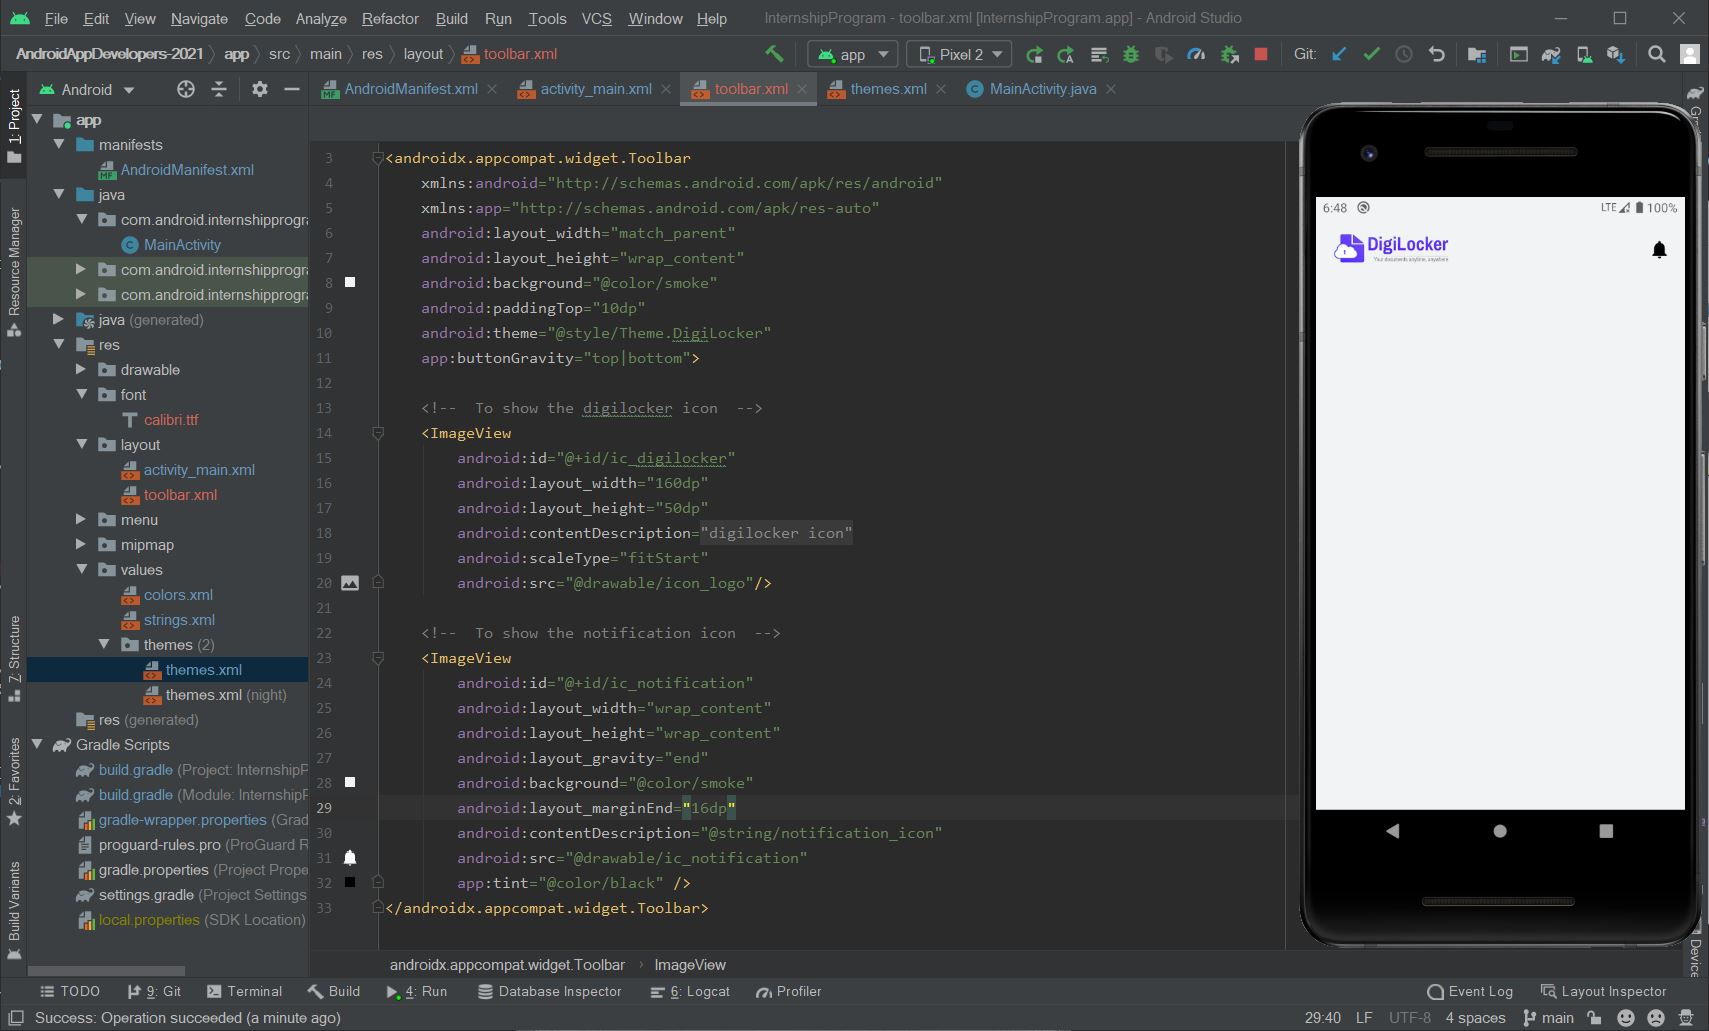 File Edit View Navigate Code Analyze Refactor Build Run Tools VCS Window Help InternshipProgram - toolbar.xml [InternshipProgram.app] - Android Studio
AndroidAppDevelopers-2021 app src main res layout toolbar.xml app Pixel 2 Git:
Android AndroidManifest.xml activity_main.xml toolbar.xml themes.xml MainActivity.java
1: Project
Resource Manager
7: Structure
2: Favorites
Build Variants
app
manifests
AndroidManifest.xml
java
com.android.internshipprogra
MainActivity
com.android.internshipprogra
com.android.internshipprogra
java (generated)
res
drawable
font
calibri.ttf
layout
activity_main.xml
toolbar.xml
menu
mipmap
values
colors.xml
strings.xml
themes (2)
themes.xml
themes.xml (night)
res (generated)
Gradle Scripts
build.gradle (Project: InternshipP
build.gradle (Module: InternshipF
gradle-wrapper.properties (Grad
proguard-rules.pro (ProGuard R
gradle.properties (Project Prope
settings.gradle (Project Settings
local.properties (SDK Location)
3 <androidx.appcompat.widget.Toolbar
4 xmlns:android="http://schemas.android.com/apk/res/android"
5 xmlns:app="http://schemas.android.com/apk/res-auto"
6 android:layout_width="match_parent"
7 android:layout_height="wrap_content"
8 android:background="@color/smoke"
9 android:paddingTop="10dp"
10 android:theme="@style/Theme.DigiLocker"
11 app:buttonGravity="top|bottom">
12
13 <!-- To show the digilocker icon -->
14 <ImageView
15 android:id="@+id/ic_digilocker"
16 android:layout_width="160dp"
17 android:layout_height="50dp"
18 android:contentDescription="digilocker icon"
19 android:scaleType="fitStart"
20 android:src="@drawable/icon_logo"/>
21
22 <!-- To show the notification icon -->
23 <ImageView
24 android:id="@+id/ic_notification"
25 android:layout_width="wrap_content"
26 android:layout_height="wrap_content"
27 android:layout_gravity="end"
28 android:background="@color/smoke"
29 android:layout_marginEnd="16dp"
30 android:contentDescription="@string/notification_icon"
31 android:src="@drawable/ic_notification"
32 app:tint="@color/black" />
33 </androidx.appcompat.widget.Toolbar>
6:48 LTE 100%
DigiLocker
Your documents anytime, anywhere
androidx.appcompat.widget.Toolbar › ImageView
TODO 9: Git Terminal Build 4: Run Database Inspector 6: Logcat Profiler Event Log Layout Inspector
Success: Operation succeeded (a minute ago) 29:40 LF UTF-8 4 spaces main